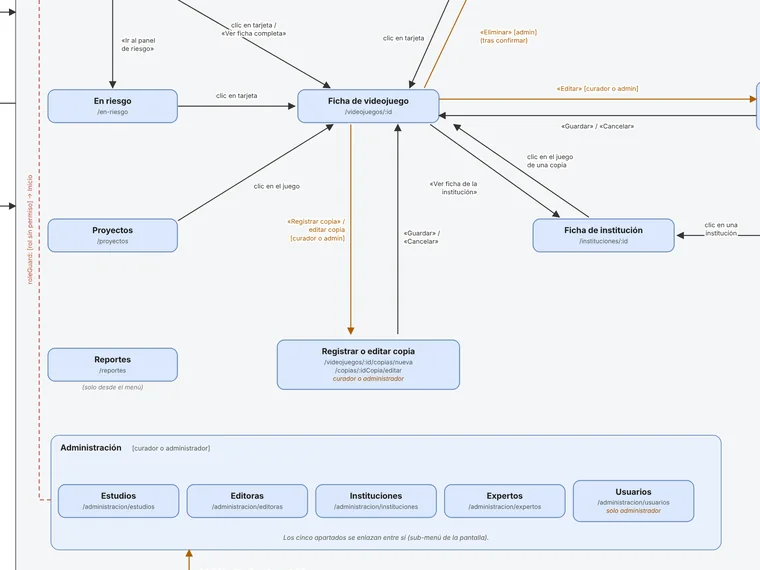 clic en tarjeta /
«Ver ficha completa»
«Ir al panel
de riesgo»
clic en tarjeta
«Eliminar» [admin]
(tras confirmar)
En riesgo
/en-riesgo
clic en tarjeta
Ficha de videojuego
/videojuegos/:id
«Editar» [curador o admin]
«Guardar» / «Cancelar»
clic en el juego
de una copia
«Ver ficha de la
institución»
clic en el juego
roleGuard: [rol sin permiso] → Inicio
Proyectos
/proyectos
«Registrar copia» /
editar copia
[curador o admin]
«Guardar» /
«Cancelar»
Ficha de institución
/instituciones/:id
clic en una
institución
Reportes
/reportes
(solo desde el menú)
Registrar o editar copia
/videojuegos/:id/copias/nueva
/copias/:idCopia/editar
curador o administrador
Administración [curador o administrador]
Estudios
/administracion/estudios
Editoras
/administracion/editoras
Instituciones
/administracion/instituciones
Expertos
/administracion/expertos
Usuarios
/administracion/usuarios
solo administrador
Los cinco apartados se enlazan entre sí (sub-menú de la pantalla).